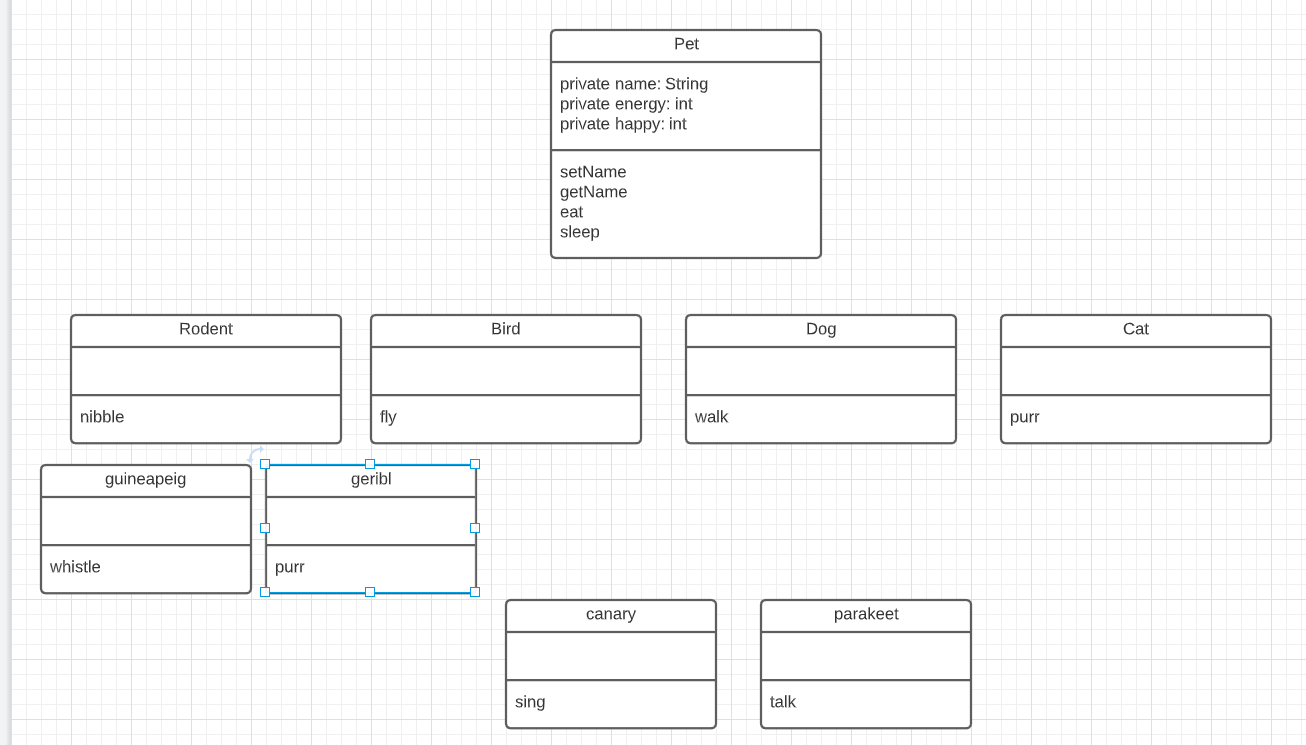 Pet
private name: String
private energy: int
private happy: int
setName
getName
eat
sleep
Rodent
nibble
Bird
fly
Dog
walk
Cat
purr
guineapeig
whistle
geribl
purr
canary
sing
parakeet
talk